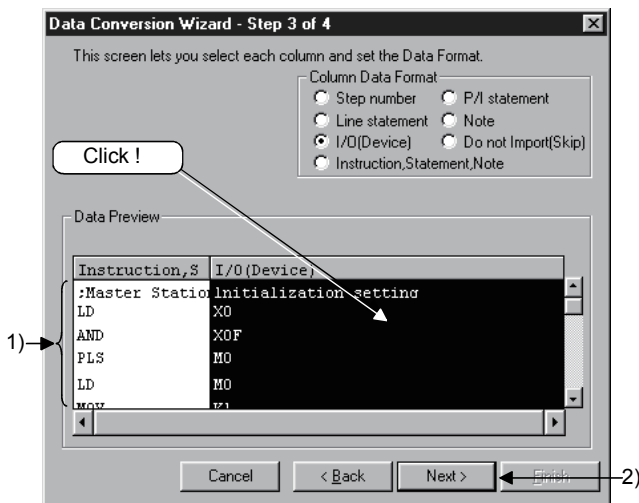 Data Conversion Wizard - Step 3 of 4
This screen lets you select each column and set the Data Format.
Column Data Format
Step number P/I statement
Line statement Note
I/O(Device) Do not Import(Skip)
Instruction,Statement,Note
Click !
Data Preview
Instruction,S I/O(Device)
;Master Station Initialization setting
LD X0
1) AND X0F
PLS M0
LD M0
MOV K1
Cancel < Back Next > Finish 2)